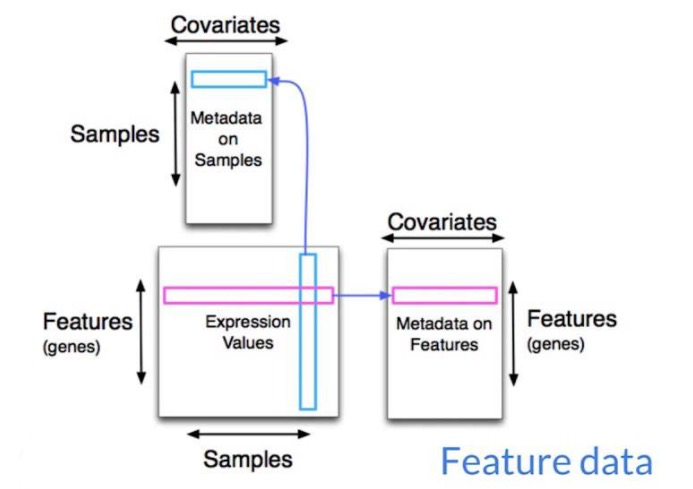 Covariates
Samples
Metadata
on
Samples
Covariates
Features
(genes)
Expression
Values
Metadata on
Features
Features
(genes)
Samples
Feature data